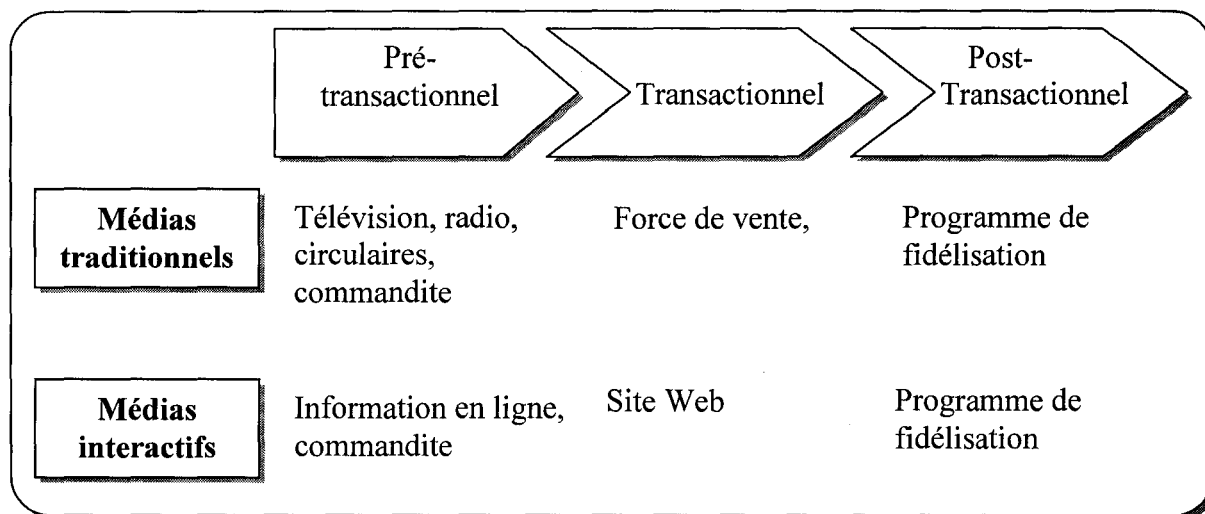 Pré-
transactionnel
Transactionnel
Post-
Transactionnel
Médias
traditionnels
Télévision, radio,
circulaires,
commandite
Force de vente,
Programme de
fidélisation
Médias
interactifs
Information en ligne,
commandite
Site Web
Programme de
fidélisation